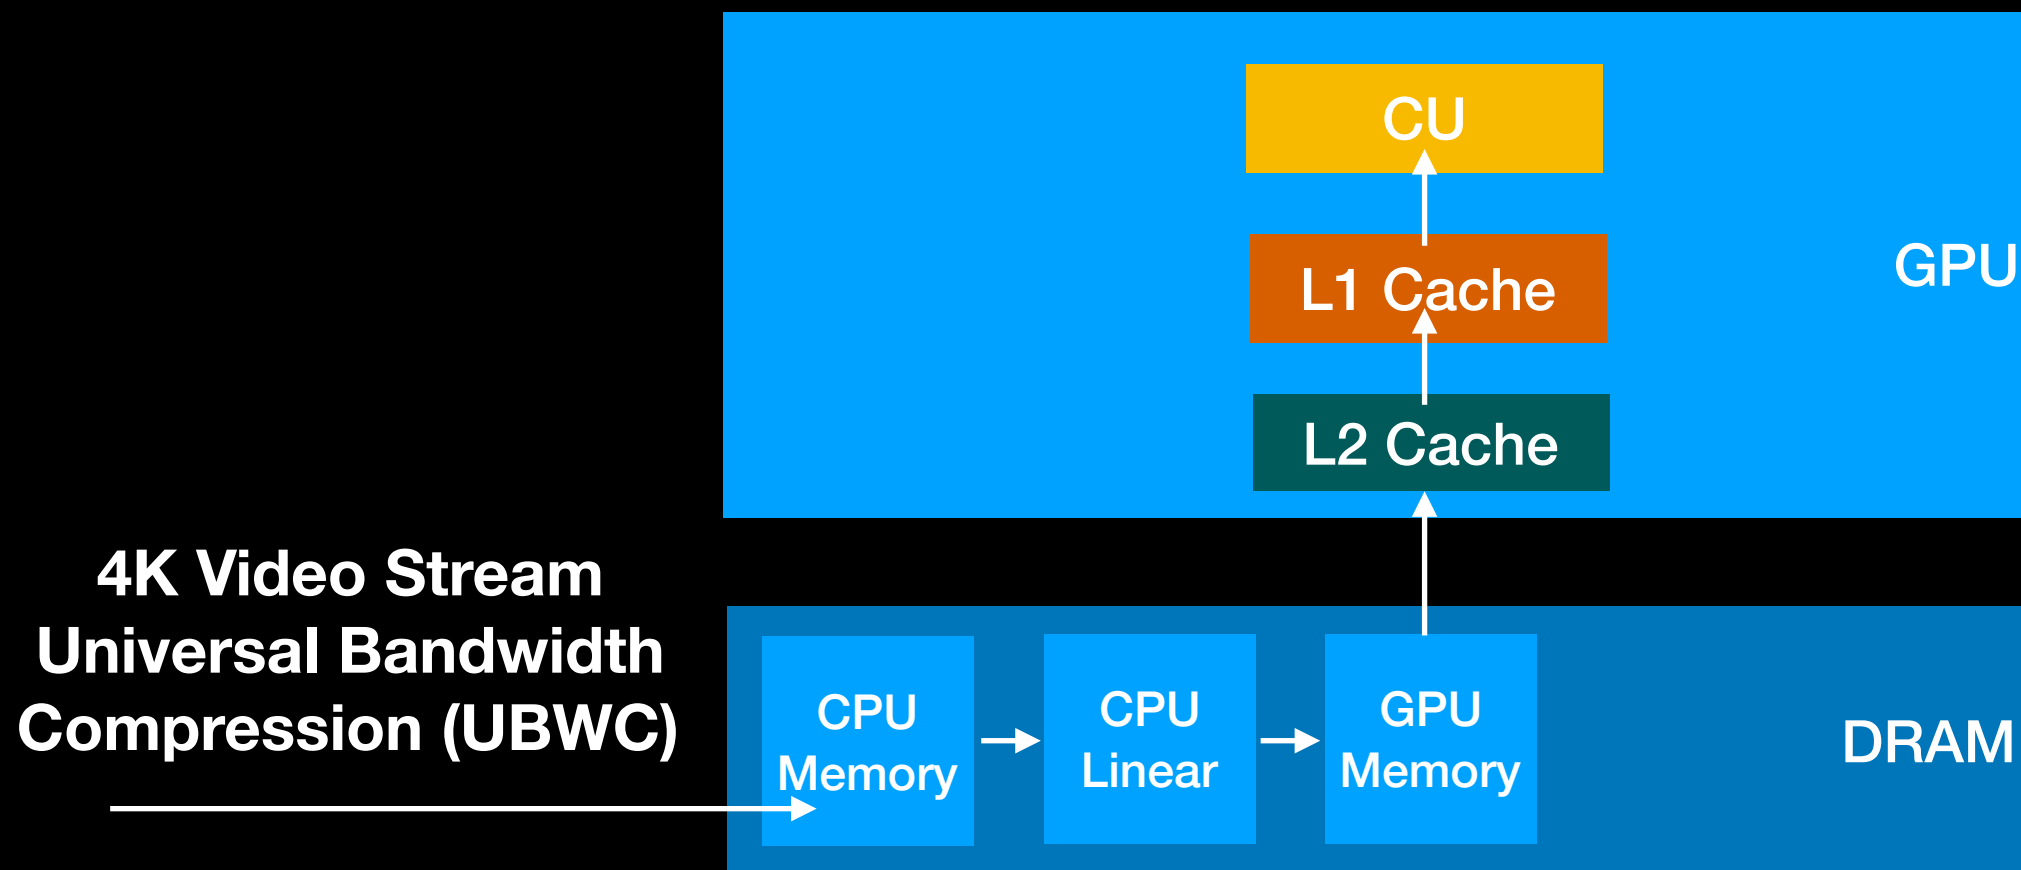 CU
L1 Cache
GPU
L2 Cache
4K Video Stream
Universal Bandwidth
Compression (UBWC)
CPU
Memory
CPU
Linear
GPU
Memory
DRAM